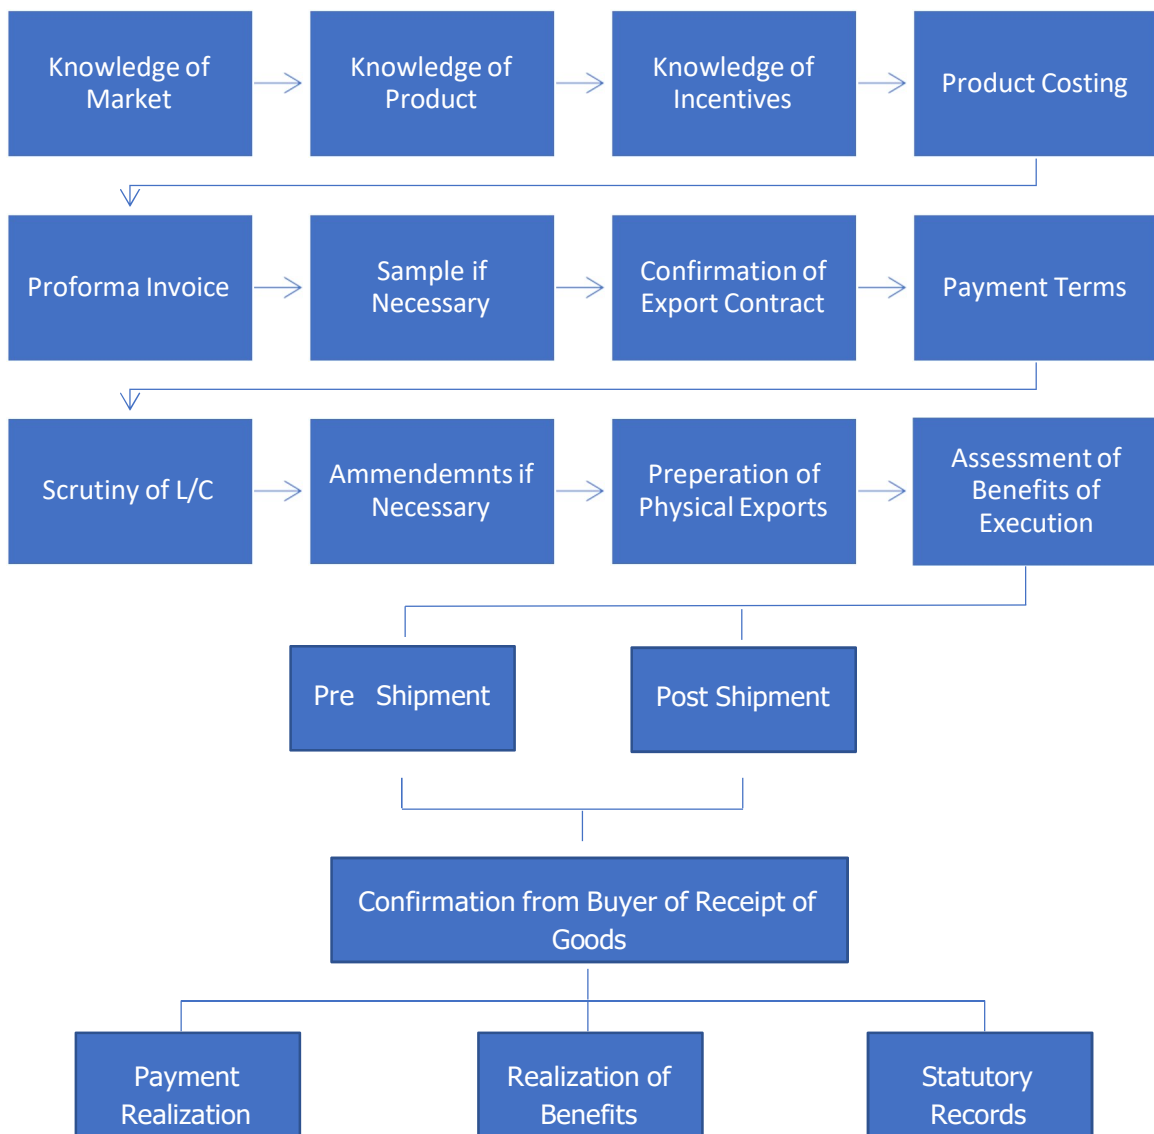 Knowledge of
Market
Knowledge of
Product
Knowledge of
Incentives
Product Costing
Proforma Invoice
Sample if
Necessary
Confirmation of
Export Contract
Payment Terms
Scrutiny of L/C
Ammendemnts if
Necessary
Preperation of
Physical Exports
Assessment of
Benefits of
Execution
Pre Shipment
Post Shipment
Confirmation from Buyer of Receipt of
Goods
Payment
Realization
Realization of
Benefits
Statutory
Records